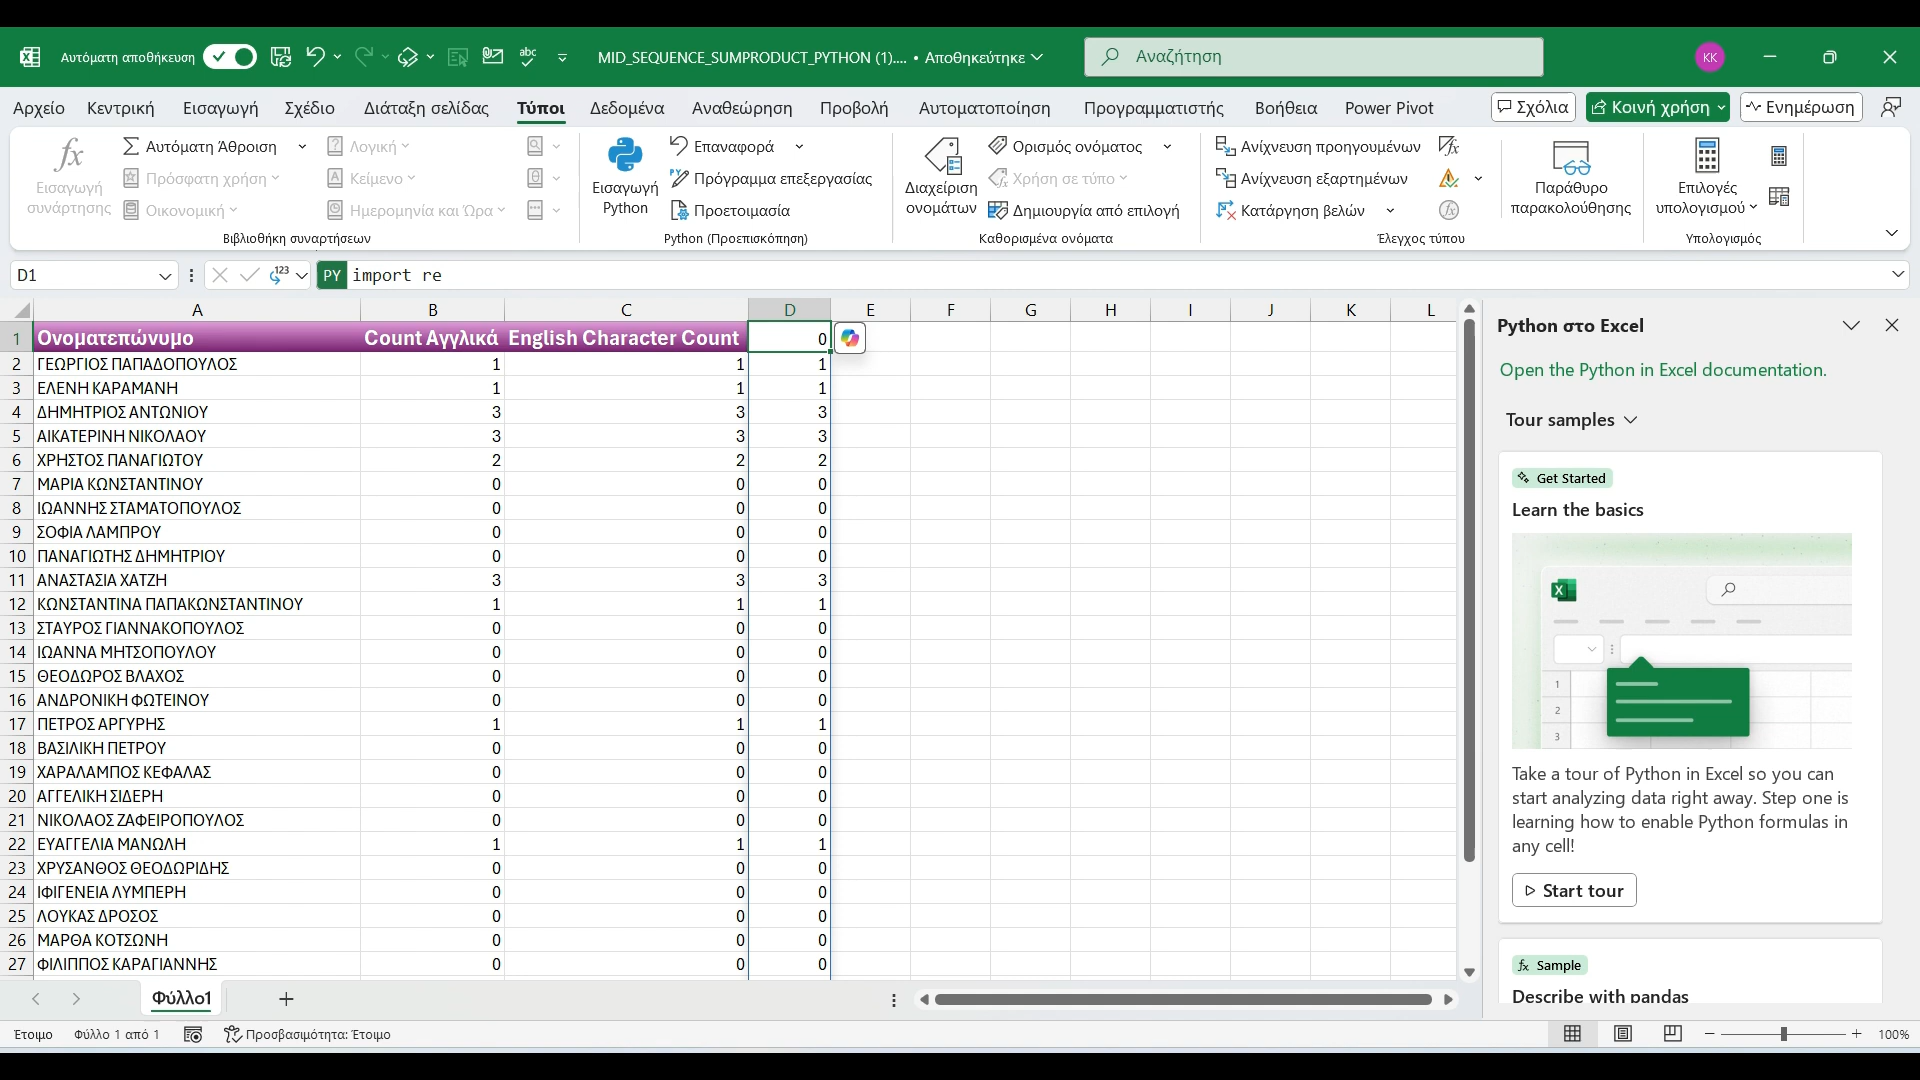 Αυτόματη αποθήκευση
MID_SEQUENCE_SUMPRODUCT_PYTHON (1).... • Αποθηκεύτηκε
Αναζήτηση
KK
Αρχείο Κεντρική Εισαγωγή Σχέδιο Διάταξη σελίδας Τύποι Δεδομένα Αναθεώρηση Προβολή Αυτοματοποίηση Προγραμματιστής Βοήθεια Power Pivot
Σχόλια Κοινή χρήση Ενημέρωση
Εισαγωγή συνάρτησης
Αυτόματη Άθροιση
Πρόσφατη χρήση
Οικονομική
Λογική
Κείμενο
Ημερομηνία και Ώρα
Βιβλιοθήκη συναρτήσεων
Εισαγωγή Python
Επαναφορά
Πρόγραμμα επεξεργασίας
Προετοιμασία
Python (Προεπισκόπηση)
Διαχείριση ονομάτων
Ορισμός ονόματος
Χρήση σε τύπο
Δημιουργία από επιλογή
Καθορισμένα ονόματα
Ανίχνευση προηγουμένων
Ανίχνευση εξαρτημένων
Κατάργηση βελών
Έλεγχος τύπου
Παράθυρο παρακολούθησης
Επιλογές υπολογισμού
Υπολογισμός
D1 PY import re
A B C D E F G H I J K L
1 Ονοματεπώνυμο Count Αγγλικά English Character Count 0
2 ΓΕΩΡΓΙΟΣ ΠΑΠΑΔΟΠΟΥΛΟΣ 1 1 1
3 ΕΛΕΝΗ ΚΑΡΑΜΑΝΗ 1 1 1
4 ΔΗΜΗΤΡΙΟΣ ΑΝΤΩΝΙΟΥ 3 3 3
5 ΑΙΚΑΤΕΡΙΝΗ ΝΙΚΟΛΑΟΥ 3 3 3
6 ΧΡΗΣΤΟΣ ΠΑΝΑΓΙΩΤΟΥ 2 2 2
7 ΜΑΡΙΑ ΚΩΝΣΤΑΝΤΙΝΟΥ 0 0 0
8 ΙΩΑΝΝΗΣ ΣΤΑΜΑΤΟΠΟΥΛΟΣ 0 0 0
9 ΣΟΦΙΑ ΛΑΜΠΡΟΥ 0 0 0
10 ΠΑΝΑΓΙΩΤΗΣ ΔΗΜΗΤΡΙΟΥ 0 0 0
11 ΑΝΑΣΤΑΣΙΑ ΧΑΤΖΗ 3 3 3
12 ΚΩΝΣΤΑΝΤΙΝΑ ΠΑΠΑΚΩΝΣΤΑΝΤΙΝΟΥ 1 1 1
13 ΣΤΑΥΡΟΣ ΓΙΑΝΝΑΚΟΠΟΥΛΟΣ 0 0 0
14 ΙΩΑΝΝΑ ΜΗΤΣΟΠΟΥΛΟΥ 0 0 0
15 ΘΕΟΔΩΡΟΣ ΒΛΑΧΟΣ 0 0 0
16 ΑΝΔΡΟΝΙΚΗ ΦΩΤΕΙΝΟΥ 0 0 0
17 ΠΕΤΡΟΣ ΑΡΓΥΡΗΣ 1 1 1
18 ΒΑΣΙΛΙΚΗ ΠΕΤΡΟΥ 0 0 0
19 ΧΑΡΑΛΑΜΠΟΣ ΚΕΦΑΛΑΣ 0 0 0
20 ΑΓΓΕΛΙΚΗ ΣΙΔΕΡΗ 0 0 0
21 ΝΙΚΟΛΑΟΣ ΖΑΦΕΙΡΟΠΟΥΛΟΣ 0 0 0
22 ΕΥΑΓΓΕΛΙΑ ΜΑΝΩΛΗ 1 1 1
23 ΧΡΥΣΑΝΘΟΣ ΘΕΟΔΩΡΙΔΗΣ 0 0 0
24 ΙΦΙΓΕΝΕΙΑ ΛΥΜΠΕΡΗ 0 0 0
25 ΛΟΥΚΑΣ ΔΡΟΣΟΣ 0 0 0
26 ΜΑΡΘΑ ΚΟΤΣΩΝΗ 0 0 0
27 ΦΙΛΙΠΠΟΣ ΚΑΡΑΓΙΑΝΝΗΣ 0 0 0
Python στο Excel
Open the Python in Excel documentation.
Tour samples
Get Started
Learn the basics
1
2
3
Take a tour of Python in Excel so you can
start analyzing data right away. Step one is
learning how to enable Python formulas in
any cell!
Start tour
Sample
Describe with pandas
Φύλλο1
Έτοιμο Φύλλο 1 από 1 Προσβασιμότητα: Έτοιμο
100%